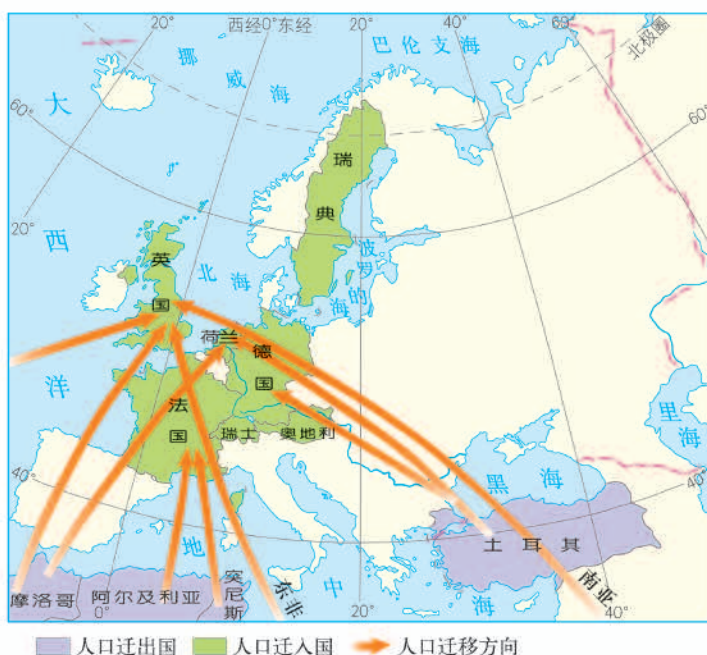 20°
西经0°东经
20°
40°
60°
巴伦支海
北极圈
挪
威
海
大
60°
60°
瑞
典
20°
西
英
国
北
海
波
罗
的
海
荷兰
德
国
洋
法
国
瑞士
奥地利
里
海
黑
海
40°
40°
地
中
海
土耳其
摩洛哥
阿尔及利亚
突
尼
斯
东非
南亚
0°
20°
40°
人口迁出国
人口迁入国
人口迁移方向